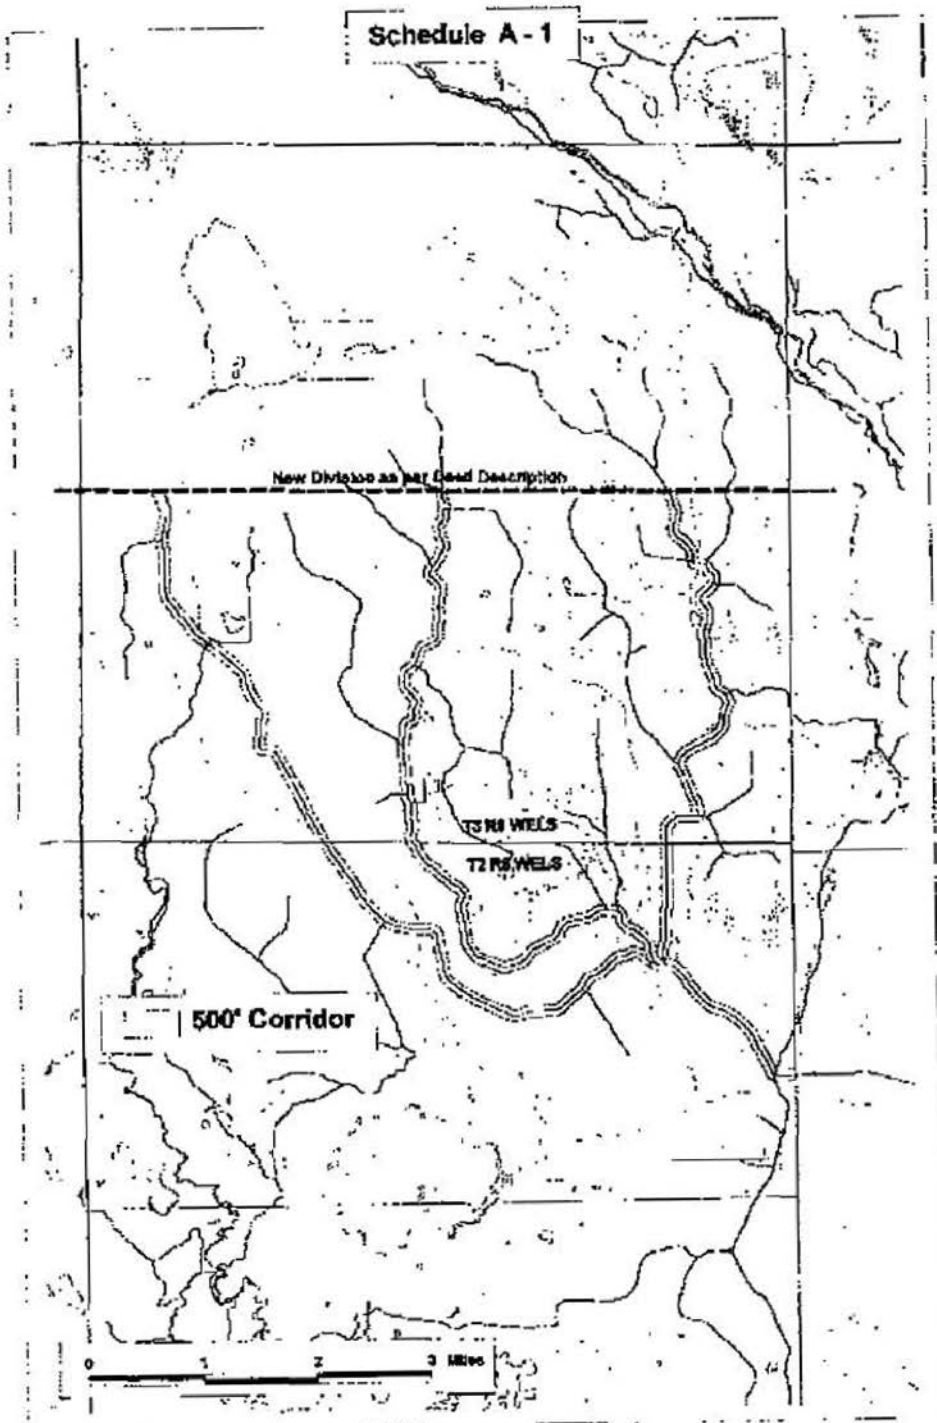 Schedule A - 1
New Division as per Deed Description
T3 R8 WELS
T2 R8 WELS
500' Corridor
0 1 2 3 Miles